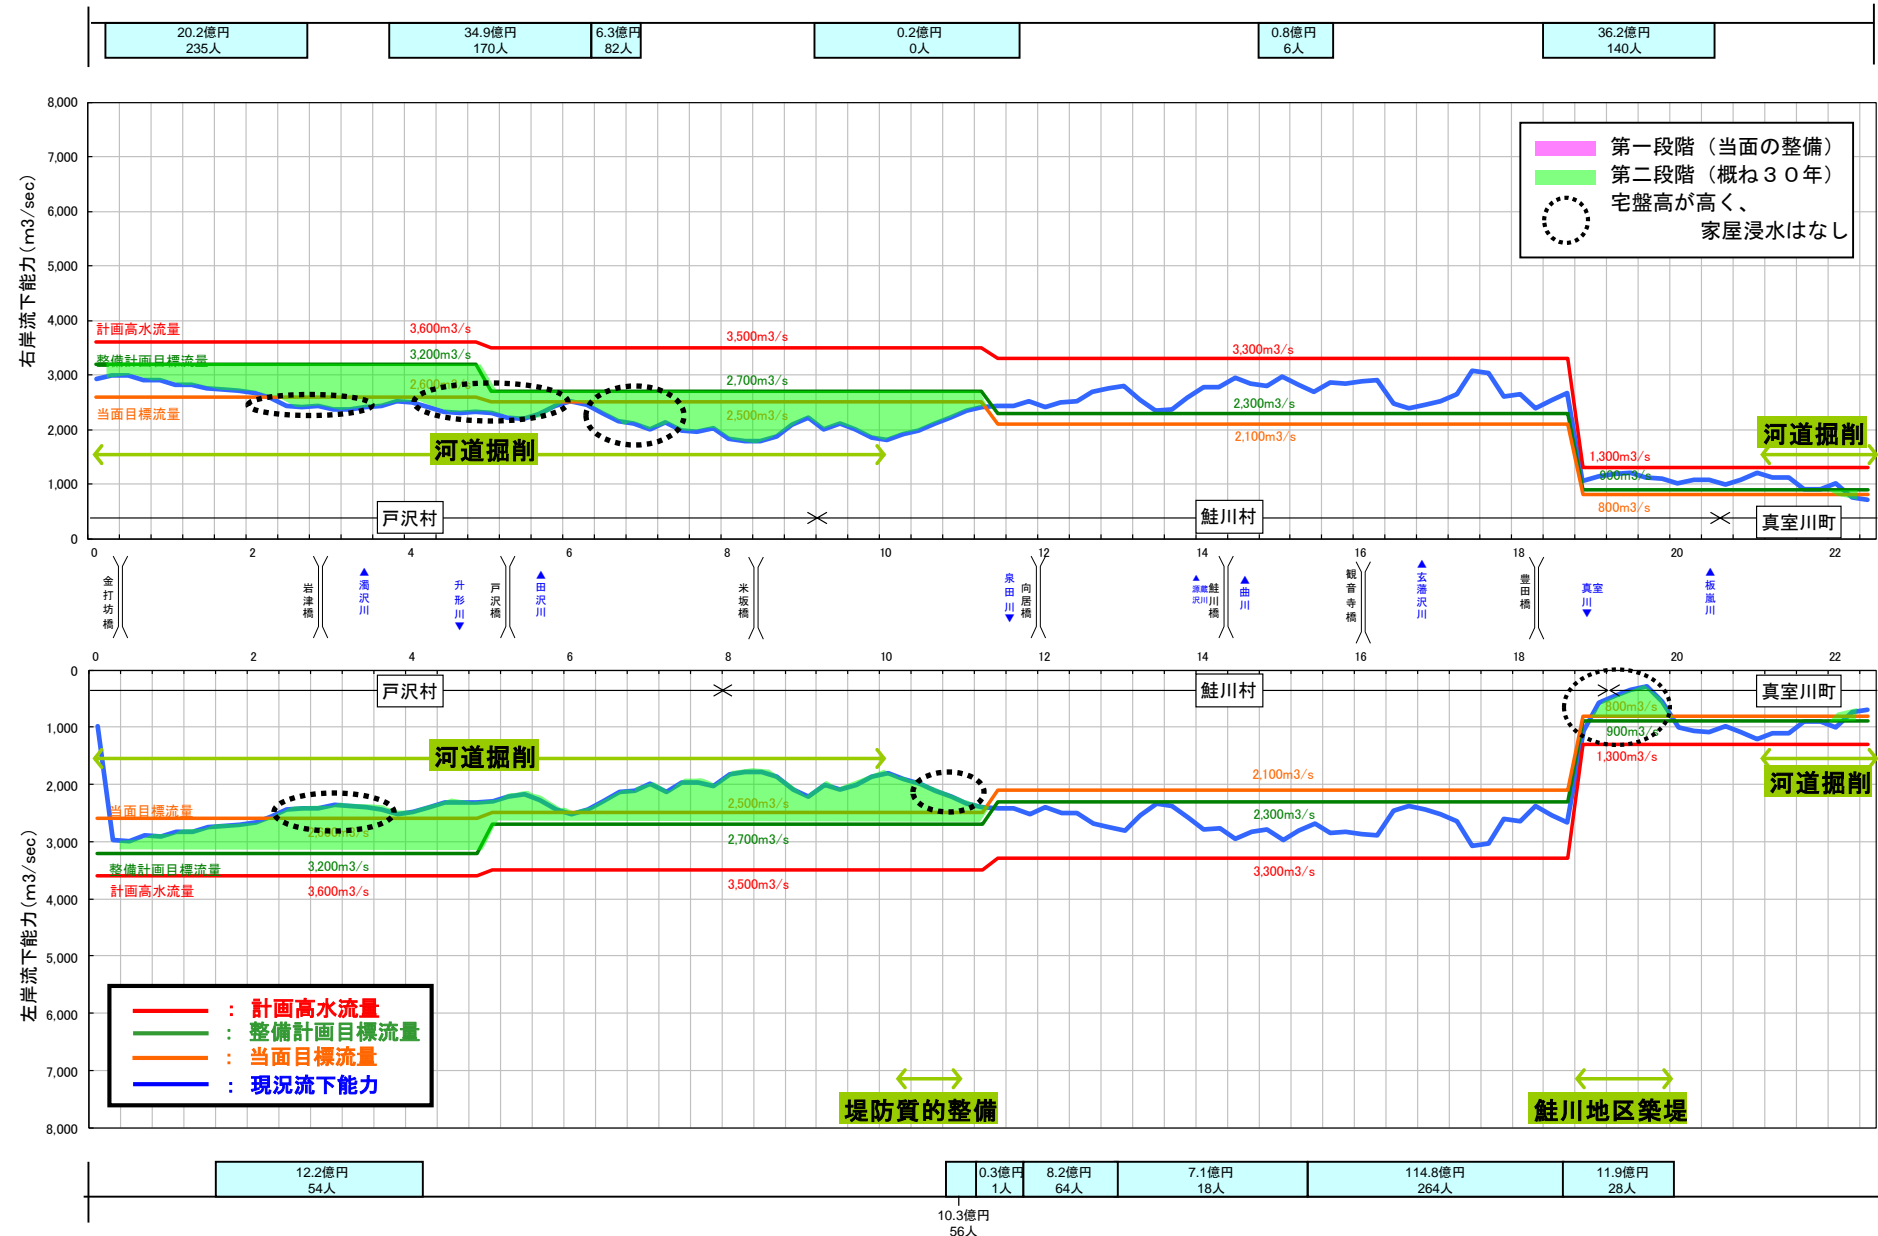 20.2億円
235人
34.9億円
170人
6.3億円
82人
0.2億円
0人
0.8億円
6人
36.2億円
140人
右岸流下能力(m3/sec)
8,000
7,000
6,000
5,000
4,000
3,000
2,000
1,000
0
第一段階（当面の整備）
第二段階（概ね３０年）
宅盤高が高く、
家屋浸水はなし
計画高水流量
3,600m3/s
3,500m3/s
3,300m3/s
1,300m3/s
整備計画目標流量
3,200m3/s
2,700m3/s
2,300m3/s
900m3/s
当面目標流量
2,600m3/s
2,500m3/s
2,100m3/s
800m3/s
河道掘削
河道掘削
戸沢村
鮭川村
真室川町
0 2 4 6 8 10 12 14 16 18 20 22
金打坊橋
岩津橋
濁沢川
升形川
戸沢橋
田沢川
米坂橋
泉田川
向居橋
源蔵沢川
鮭川橋
曲川
観音寺橋
玄藩沢川
豊田橋
真室川
板嵐川
0 2 4 6 8 10 12 14 16 18 20 22
左岸流下能力(m3/sec)
0
1,000
2,000
3,000
4,000
5,000
6,000
7,000
8,000
戸沢村
鮭川村
真室川町
河道掘削
河道掘削
当面目標流量
2,600m3/s
2,500m3/s
2,100m3/s
800m3/s
整備計画目標流量
3,200m3/s
2,700m3/s
2,300m3/s
900m3/s
計画高水流量
3,600m3/s
3,500m3/s
3,300m3/s
1,300m3/s
： 計画高水流量
： 整備計画目標流量
： 当面目標流量
： 現況流下能力
堤防質的整備
鮭川地区築堤
12.2億円
54人
10.3億円
56人
0.3億円
1人
8.2億円
64人
7.1億円
18人
114.8億円
264人
11.9億円
28人